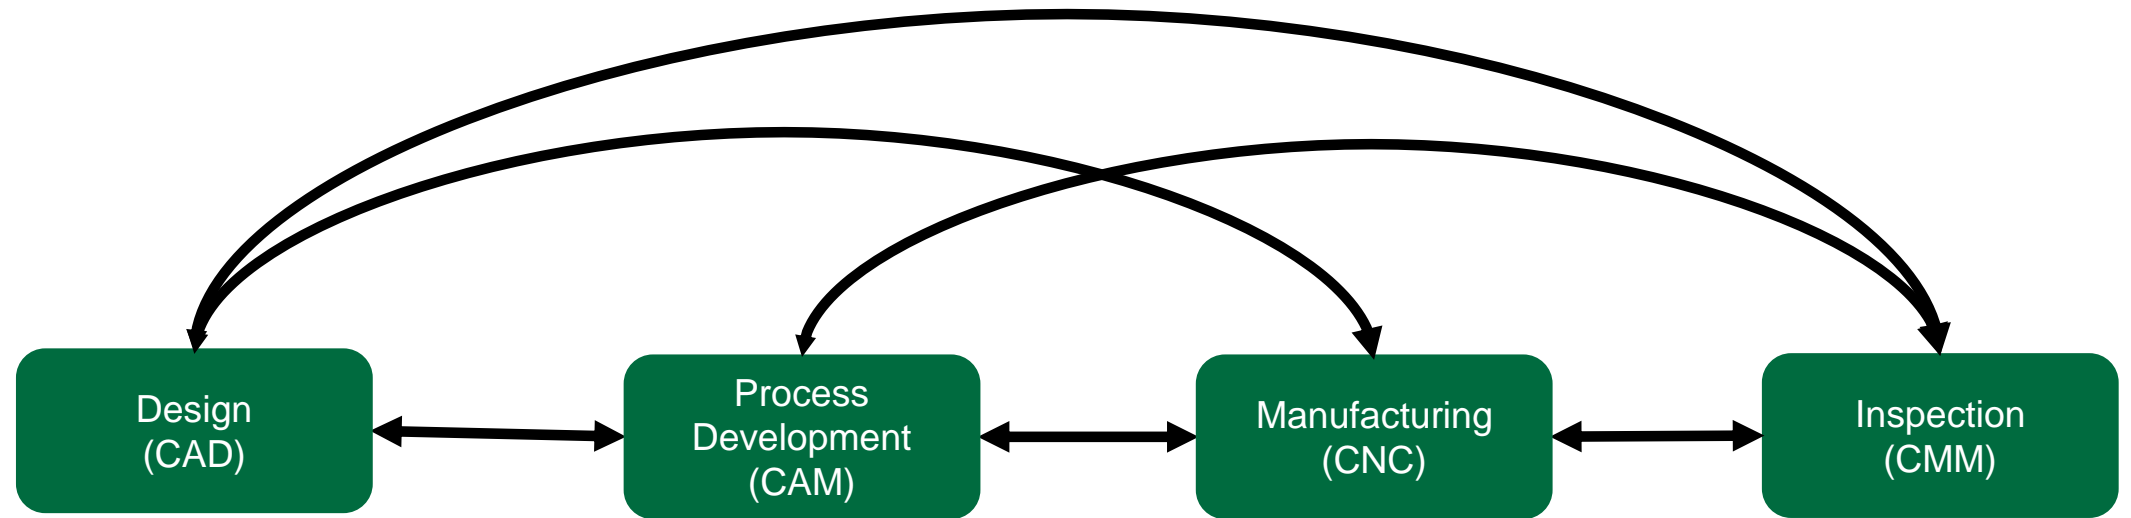 Design
(CAD)
Process
Development
(CAM)
Manufacturing
(CNC)
Inspection
(CMM)